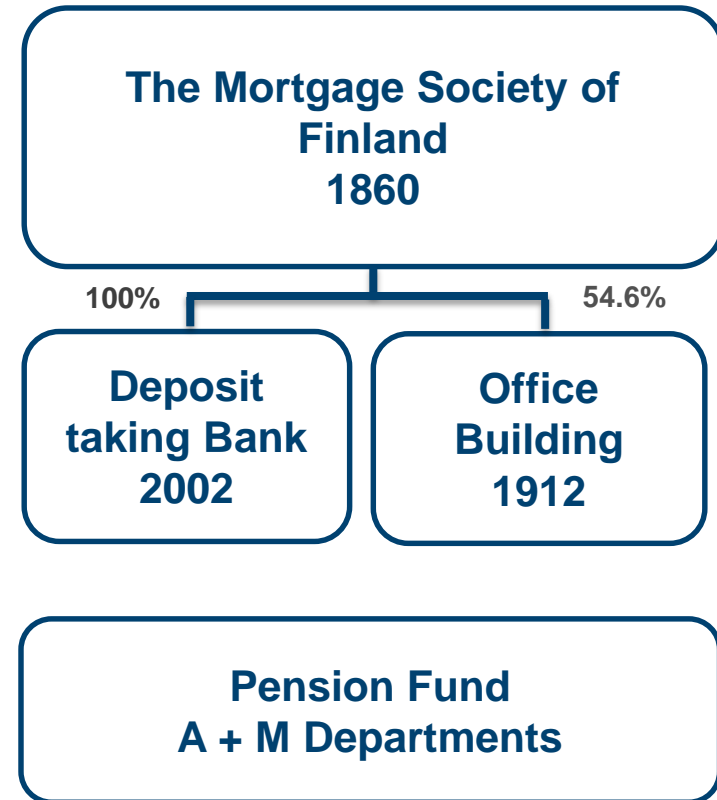 The Mortgage Society of
Finland
1860
100%
54.6%
Deposit
taking Bank
2002
Office
Building
1912
Pension Fund
A + M Departments